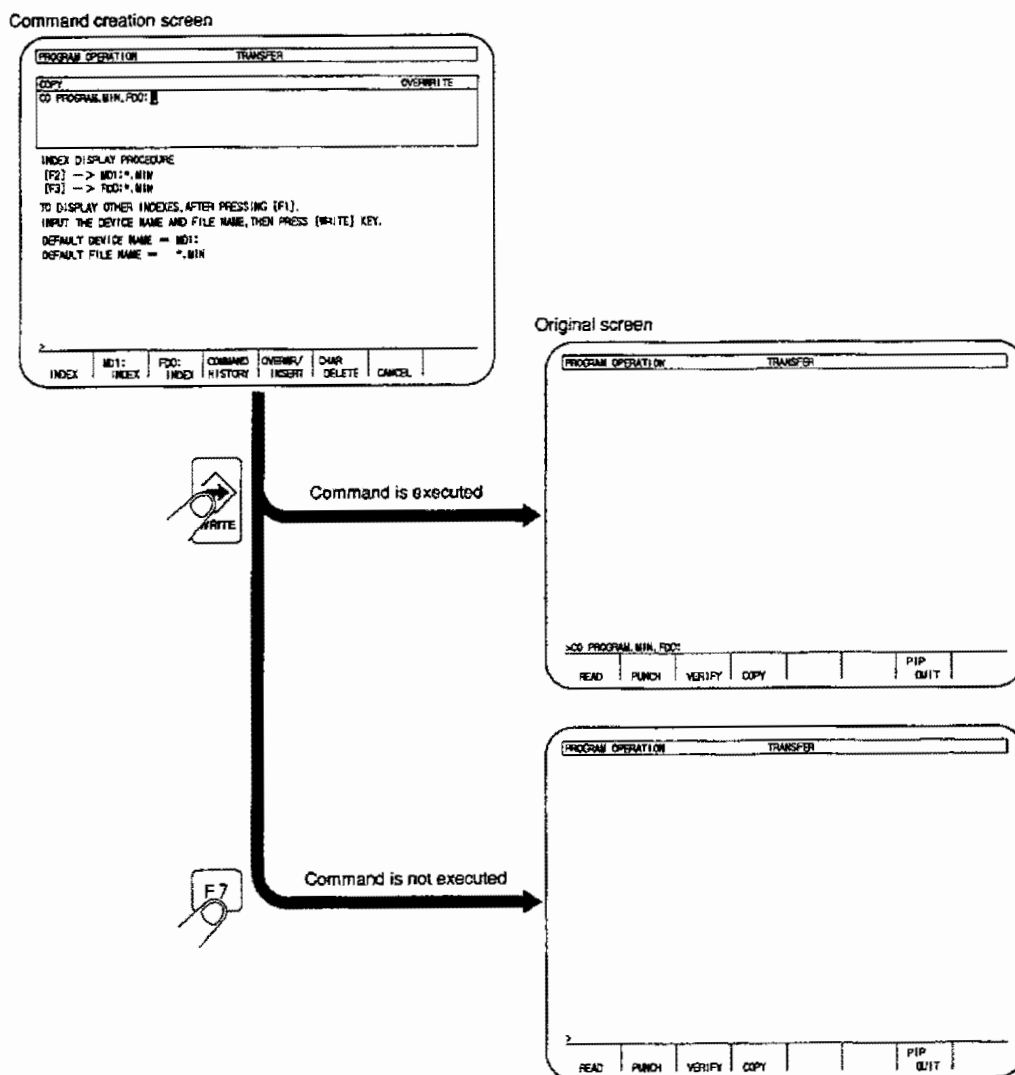 Command creation screen
PROGRAM OPERATION TRANSFER
COPY OVERWRITE
CO PROGRAM.MIN,FD0:
INDEX DISPLAY PROCEDURE
[F2] --> MD1:*.MIN
[F3] --> FD0:*.MIN
TO DISPLAY OTHER INDEXES, AFTER PRESSING [F1].
INPUT THE DEVICE NAME AND FILE NAME, THEN PRESS [WRITE] KEY.
DEFAULT DEVICE NAME = MD1:
DEFAULT FILE NAME = *.MIN
>
MD1: FD0: COMMAND OVERWR/ CHAR
INDEX INDEX INDEX HISTORY INSERT DELETE CANCEL
Original screen
PROGRAM OPERATION TRANSFER
WRITE
Command is executed
>CO PROGRAM.MIN,FD0:
PIP
READ PUNCH VERIFY COPY QUIT
PROGRAM OPERATION TRANSFER
F7
Command is not executed
>
PIP
READ PUNCH VERIFY COPY QUIT